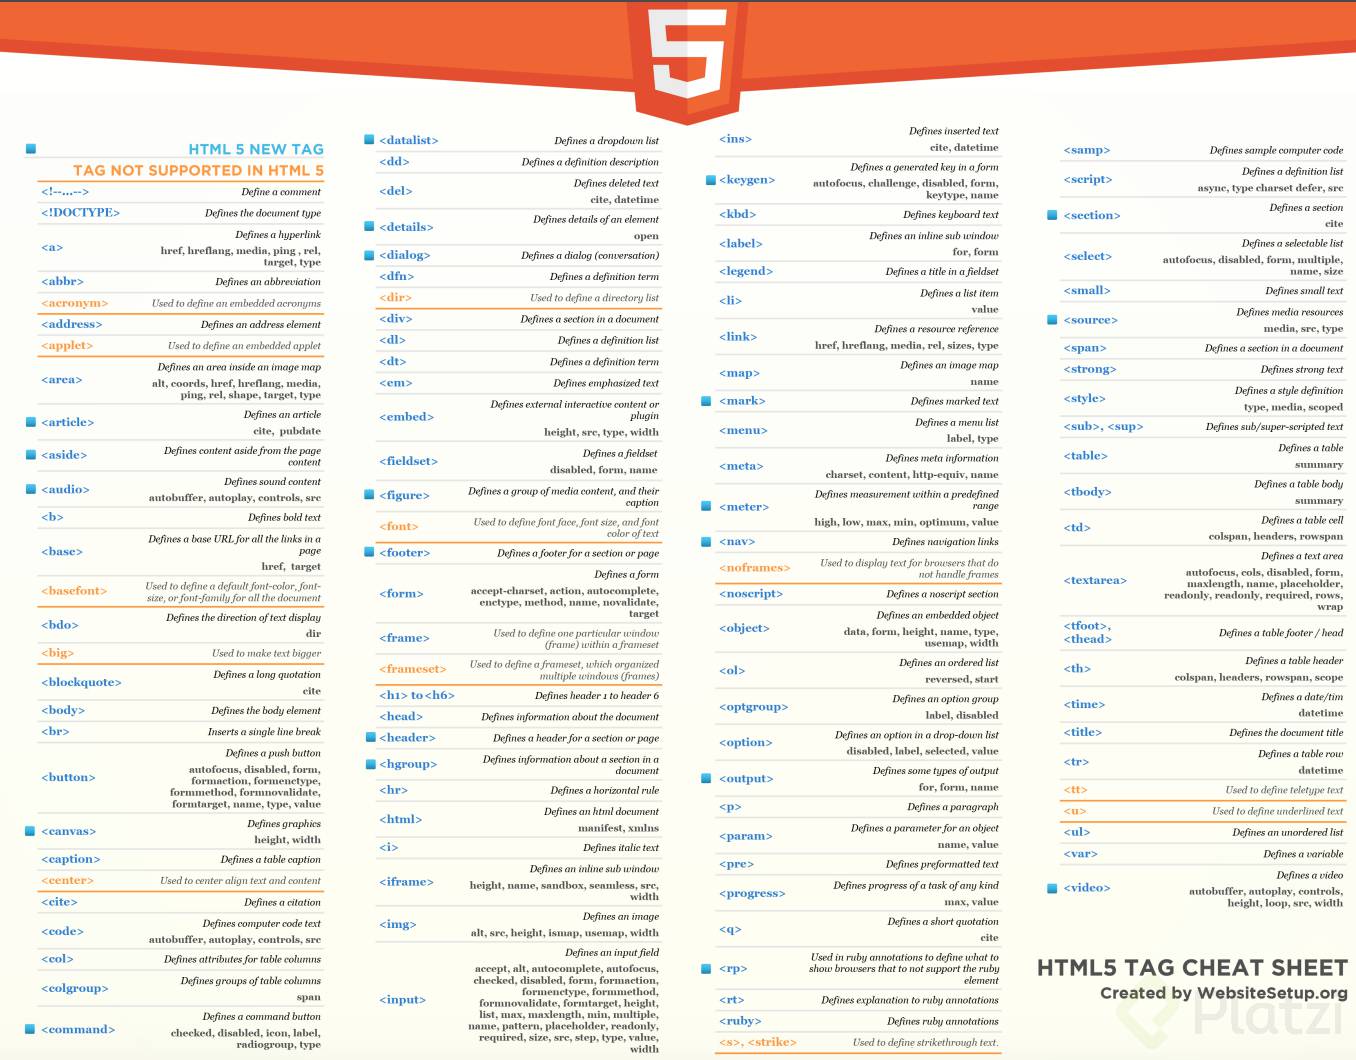 5
HTML 5 NEW TAG
TAG NOT SUPPORTED IN HTML 5
<!--...--> Define a comment
<!DOCTYPE> Defines the document type
<a> Defines a hyperlink
href, hreflang, media, ping , rel,
target, type
<abbr> Defines an abbreviation
<acronym> Used to define an embedded acronyms
<address> Defines an address element
<applet> Used to define an embedded applet
<area> Defines an area inside an image map
alt, coords, href, hreflang, media,
ping, rel, shape, target, type
<article> Defines an article
cite, pubdate
<aside> Defines content aside from the page
content
<audio> Defines sound content
autobuffer, autoplay, controls, src
<b> Defines bold text
<base> Defines a base URL for all the links in a
page
href, target
<basefont> Used to define a default font-color, font-
size, or font-family for all the document
<bdo> Defines the direction of text display
dir
<big> Used to make text bigger
<blockquote> Defines a long quotation
cite
<body> Defines the body element
<br> Inserts a single line break
<button> Defines a push button
autofocus, disabled, form,
formaction, formenctype,
formmethod, formnovalidate,
formtarget, name, type, value
<canvas> Defines graphics
height, width
<caption> Defines a table caption
<center> Used to center align text and content
<cite> Defines a citation
<code> Defines computer code text
autobuffer, autoplay, controls, src
<col> Defines attributes for table columns
<colgroup> Defines groups of table columns
span
<command> Defines a command button
checked, disabled, icon, label,
radiogroup, type
<datalist> Defines a dropdown list
<dd> Defines a definition description
<del> Defines deleted text
cite, datetime
<details> Defines details of an element
open
<dialog> Defines a dialog (conversation)
<dfn> Defines a definition term
<dir> Used to define a directory list
<div> Defines a section in a document
<dl> Defines a definition list
<dt> Defines a definition term
<em> Defines emphasized text
<embed> Defines external interactive content or
plugin
height, src, type, width
<fieldset> Defines a fieldset
disabled, form, name
<figure> Defines a group of media content, and their
caption
<font> Used to define font face, font size, and font
color of text
<footer> Defines a footer for a section or page
<form> Defines a form
accept-charset, action, autocomplete,
enctype, method, name, novalidate,
target
<frame> Used to define one particular window
(frame) within a frameset
<frameset> Used to define a frameset, which organized
multiple windows (frames)
<h1> to <h6> Defines header 1 to header 6
<head> Defines information about the document
<header> Defines a header for a section or page
<hgroup> Defines information about a section in a
document
<hr> Defines a horizontal rule
<html> Defines an html document
manifest, xmlns
<i> Defines italic text
<iframe> Defines an inline sub window
height, name, sandbox, seamless, src,
width
<img> Defines an image
alt, src, height, ismap, usemap, width
<input> Defines an input field
accept, alt, autocomplete, autofocus,
checked, disabled, form, formaction,
formenctype, formmethod,
formnovalidate, formtarget, height,
list, max, maxlength, min, multiple,
name, pattern, placeholder, readonly,
required, size, src, step, type, value,
width
<ins> Defines inserted text
cite, datetime
<keygen> Defines a generated key in a form
autofocus, challenge, disabled, form,
keytype, name
<kbd> Defines keyboard text
<label> Defines an inline sub window
for, form
<legend> Defines a title in a fieldset
<li> Defines a list item
value
<link> Defines a resource reference
href, hreflang, media, rel, sizes, type
<map> Defines an image map
name
<mark> Defines marked text
<menu> Defines a menu list
label, type
<meta> Defines meta information
charset, content, http-equiv, name
<meter> Defines measurement within a predefined
range
high, low, max, min, optimum, value
<nav> Defines navigation links
<noframes> Used to display text for browsers that do
not handle frames
<noscript> Defines a noscript section
<object> Defines an embedded object
data, form, height, name, type,
usemap, width
<ol> Defines an ordered list
reversed, start
<optgroup> Defines an option group
label, disabled
<option> Defines an option in a drop-down list
disabled, label, selected, value
<output> Defines some types of output
for, form, name
<p> Defines a paragraph
<param> Defines a parameter for an object
name, value
<pre> Defines preformatted text
<progress> Defines progress of a task of any kind
max, value
<q> Defines a short quotation
cite
<rp> Used in ruby annotations to define what to
show browsers that to not support the ruby
element
<rt> Defines explanation to ruby annotations
<ruby> Defines ruby annotations
<s>, <strike> Used to define strikethrough text.
<samp> Defines sample computer code
<script> Defines a definition list
async, type charset defer, src
<section> Defines a section
cite
<select> Defines a selectable list
autofocus, disabled, form, multiple,
name, size
<small> Defines small text
<source> Defines media resources
media, src, type
<span> Defines a section in a document
<strong> Defines strong text
<style> Defines a style definition
type, media, scoped
<sub>, <sup> Defines sub/super-scripted text
<table> Defines a table
summary
<tbody> Defines a table body
summary
<td> Defines a table cell
colspan, headers, rowspan
<textarea> Defines a text area
autofocus, cols, disabled, form,
maxlength, name, placeholder,
readonly, readonly, required, rows,
wrap
<tfoot>,
<thead> Defines a table footer / head
<th> Defines a table header
colspan, headers, rowspan, scope
<time> Defines a date/tim
datetime
<title> Defines the document title
<tr> Defines a table row
datetime
<tt> Used to define teletype text
<u> Used to define underlined text
<ul> Defines an unordered list
<var> Defines a variable
<video> Defines a video
autobuffer, autoplay, controls,
height, loop, src, width
HTML5 TAG CHEAT SHEET
Created by WebsiteSetup.org
Platzi